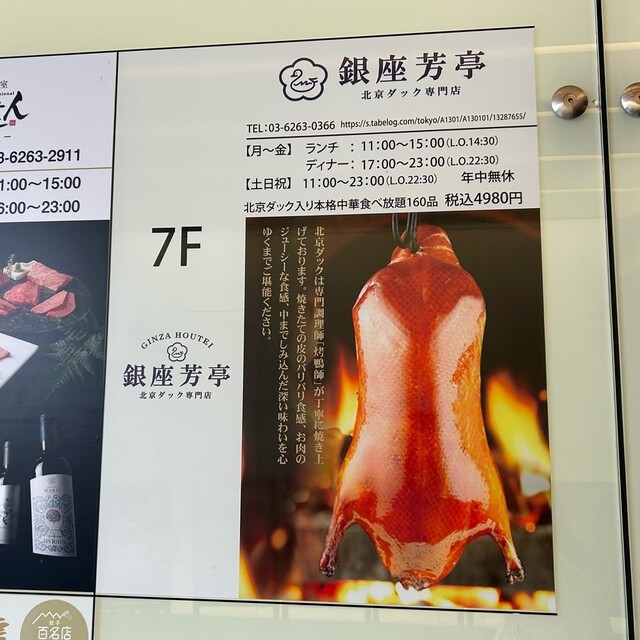 室
3-6263-2911
1:00～15:00
6:00～23:00
銀座芳亭
北京ダック専門店
TEL:03-6263-0366 https://s.tabelog.com/tokyo/A1301/A130101/13287655/
【月～金】 ランチ : 11:00～15:00(L.O.14:30)
ディナー: 17:00～23:00(L.O.22:30)
【土日祝】 11:00～23:00(L.O.22:30) 年中無休
北京ダック入り本格中華食べ放題160品 税込4980円
7F
GINZA HOUTEI
銀座芳亭
北京ダック専門店
北京ダックは専門調理師「烤鴨師」が丁寧に焼き上
げております。焼きたての皮のパリパリ食感、お肉の
ジューシーな食感、中までしみ込んだ深い味わいを心
ゆくまでご堪能ください。
百名店